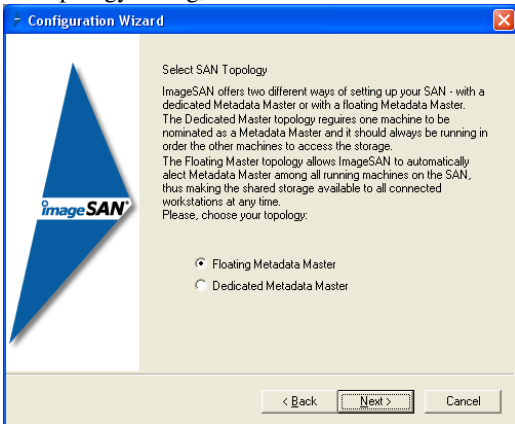 Configuration Wizard
Select SAN Topology
ImageSAN offers two different ways of setting up your SAN - with a
dedicated Metadata Master or with a floating Metadata Master.
The Dedicated Master topology requires one machine to be
nominated as a Metadata Master and it should always be running in
order the other machines to access the storage.
The Floating Master topology allows ImageSAN to automatically
alect Metadata Master among all running machines on the SAN,
thus making the shared storage available to all connected
workstations at any time.
Please, choose your topology:
imageSAN
Floating Metadata Master
Dedicated Metadata Master
< Back
Next >
Cancel